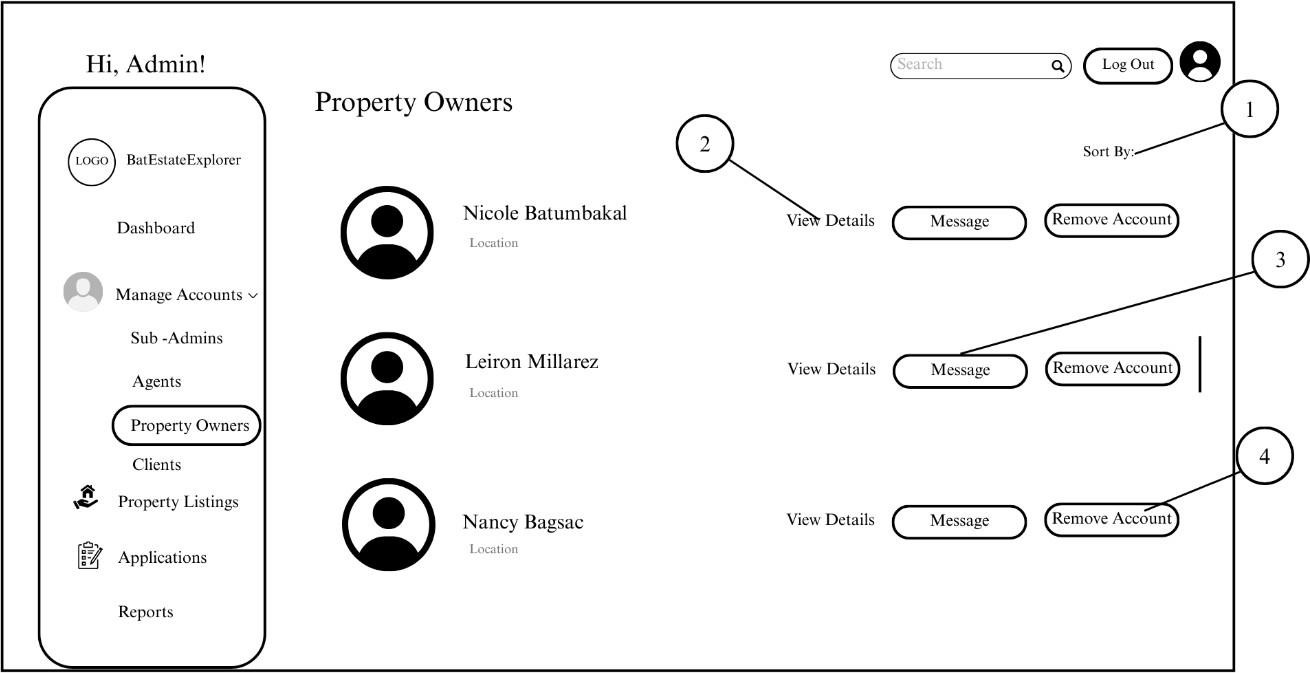 Hi, Admin!
Search
Log Out
Property Owners
1
LOGO
BatEstateExplorer
2
Sort By:
Dashboard
Nicole Batumbakal
Location
View Details
Message
Remove Account
3
Manage Accounts
Sub -Admins
Agents
Property Owners
Clients
Leiron Millarez
Location
View Details
Message
Remove Account
4
Property Listings
Applications
Reports
Nancy Bagsac
Location
View Details
Message
Remove Account